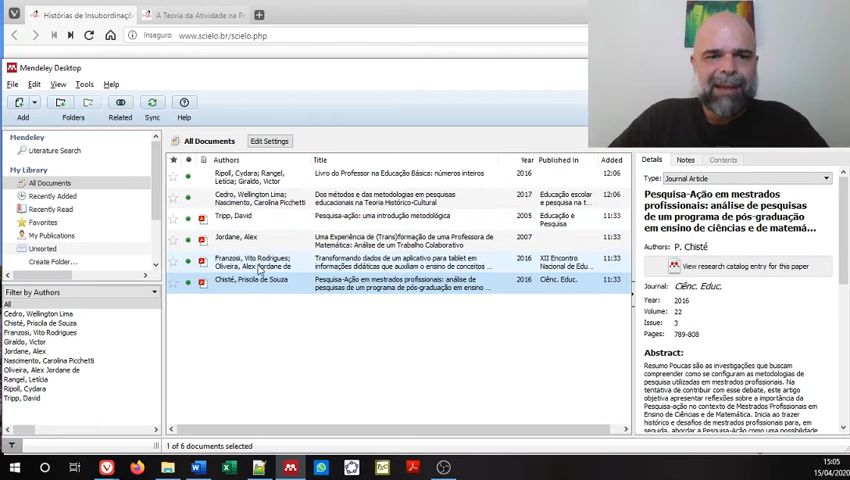 Histórias de Insubordinaçõ
A Teoria da Atividade na P
Inseguro www.scielo.br/scielo.php
Mendeley Desktop
File Edit View Tools Help
Add Folders Related Sync Help
Mendeley
Literature Search
My Library
All Documents
Recently Added
Recently Read
Favorites
My Publications
Unsorted
Create Folder...
Filter by Authors
All
Cedro, Wellington Lima
Chisté, Priscila de Souza
Franzosi, Vito Rodrigues
Giraldo, Victor
Jordane, Alex
Nascimento, Carolina Picchetti
Oliveira, Alex Jordane de
Rangel, Letícia
Ripoll, Cydara
Tripp, David
All Documents Edit Settings
Authors Title Year Published In Added
Ripoll, Cydara; Rangel, Livro do Professor na Educação Básica: números inteiros 2016 12:06
Letícia; Giraldo, Victor
Cedro, Wellington Lima; Dos métodos e das metodologias em pesquisas 2017 Educação escolar 12:06
Nascimento, Carolina Picchetti educacionais na Teoria Histórico-Cultural e pesquisa na t...
Tripp, David Pesquisa-ação: uma introdução metodológica 2005 Educação e 11:33
Pesquisa
Jordane, Alex Uma Experiência de (Trans)formação de uma Professora de 2007 11:33
Matemática: Análise de um Trabalho Colaborativo
Franzosi, Vito Rodrigues; Transformando dados de um aplicativo para tablet em 2016 XII Encontro 11:33
Oliveira, Alex Jordane de informações didáticas que auxiliam o ensino de conceitos ... Nacional de Edu...
Chisté, Priscila de Souza Pesquisa-Ação em mestrados profissionais: análise de 2016 Ciênc. Educ. 11:33
pesquisas de um programa de pós-graduação em ensino ...
1 of 6 documents selected
Details Notes Contents
Type: Journal Article
Pesquisa-Ação em mestrados
profissionais: análise de pesquisas
de um programa de pós-graduação
em ensino de ciências e de matemá...
Authors: P. Chisté
View research catalog entry for this paper
Journal: Ciênc. Educ.
Year: 2016
Volume: 22
Issue: 3
Pages: 789-808
Abstract:
Resumo Poucas são as investigações que buscam
compreender como se configuram as metodologias de
pesquisa utilizadas em mestrados profissionais. Na
tentativa de contribuir com esse debate, este artigo
objetiva apresentar reflexões sobre a importância da
Pesquisa-ação no contexto de Mestrados Profissionais em
Ensino de Ciências e de Matemática. Inicia ao trazer
histórico e desafios de mestrados profissionais para, em
seguida, abordar a Pesquisa-ação como uma possibilidade
15:05
15/04/2020